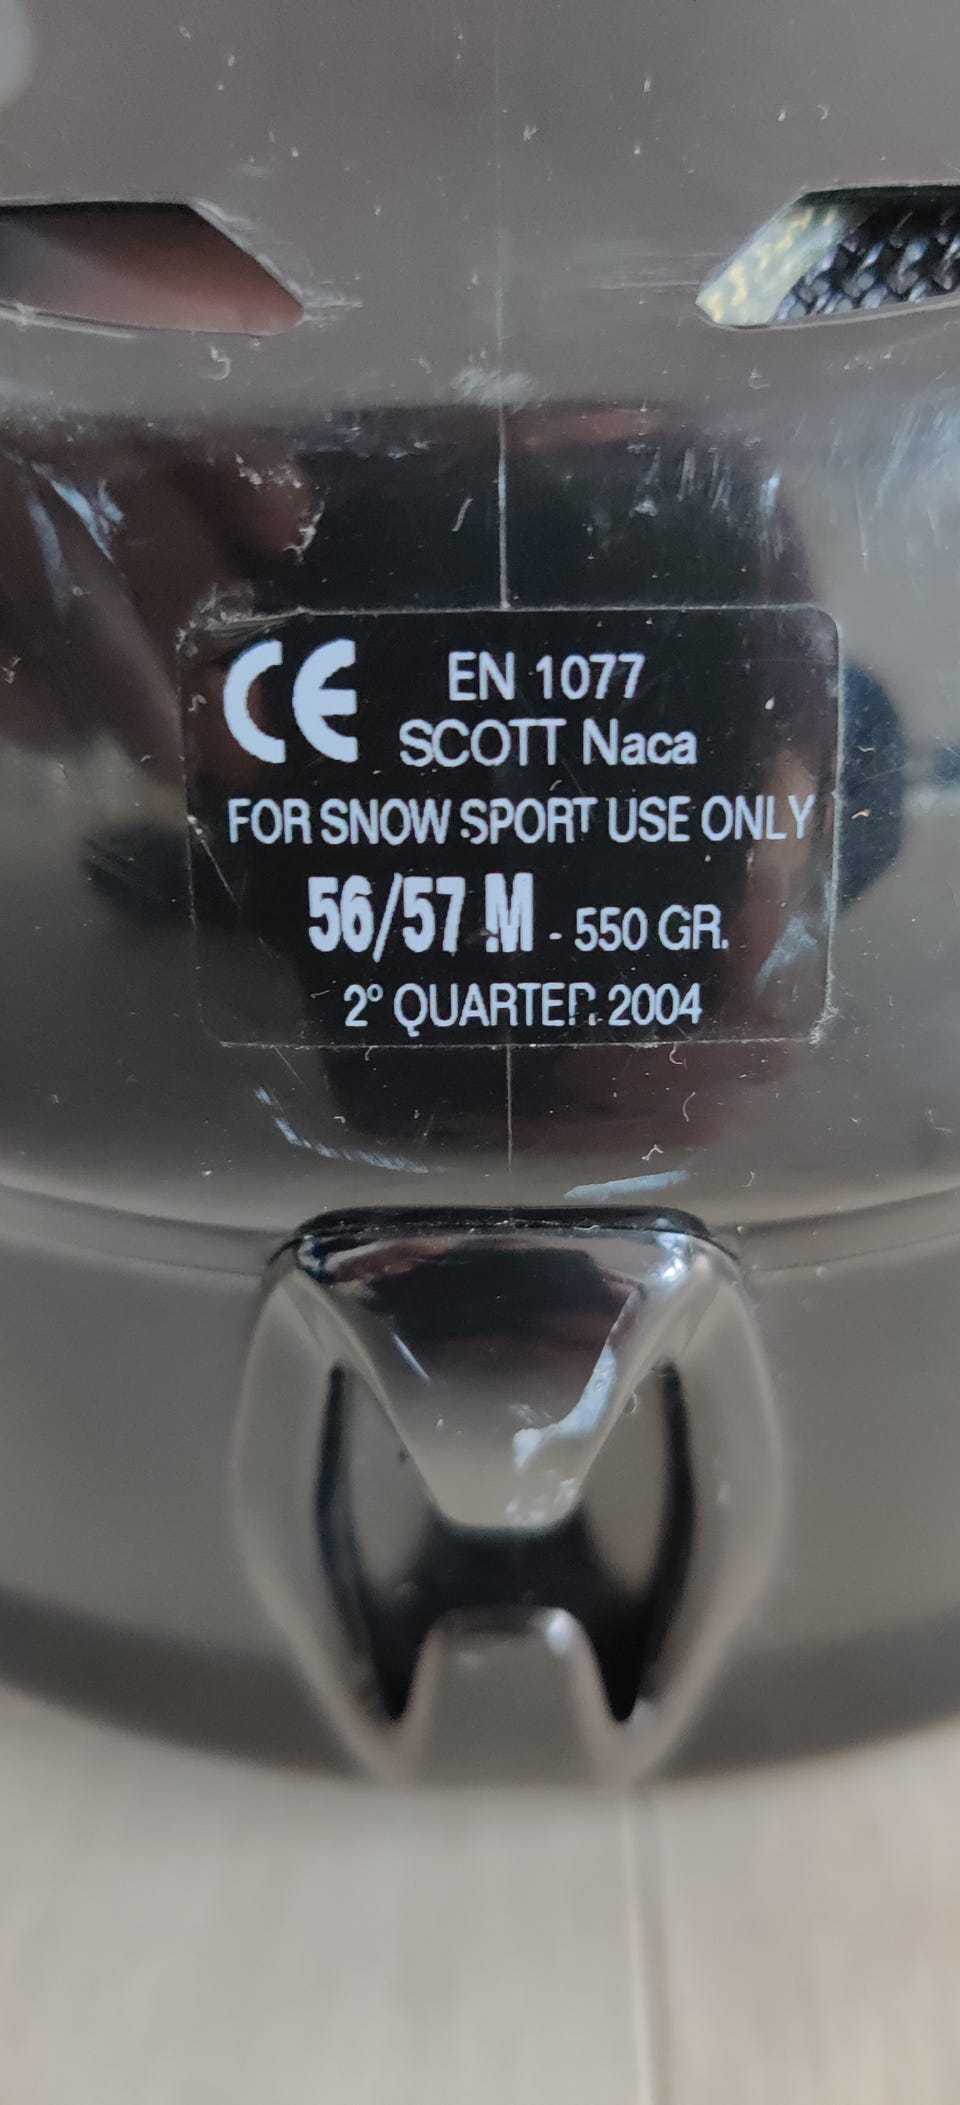 CE EN 1077
SCOTT Naca
FOR SNOW SPORT USE ONLY
56/57 M - 550 GR.
2° QUARTER 2004